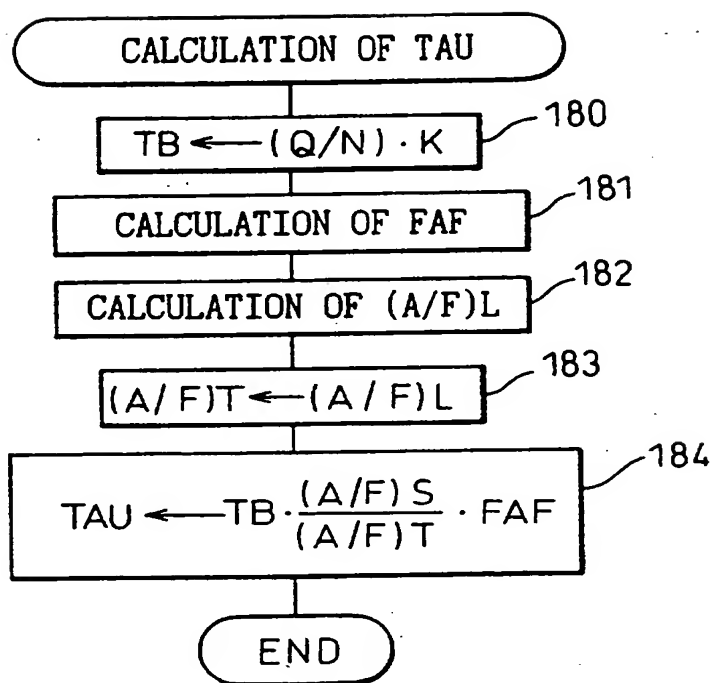 CALCULATION OF TAU
TB ← (Q/N) · K
180
CALCULATION OF FAF
181
CALCULATION OF (A/F)L
182
(A/F)T ← (A/F)L
183
TAU ← TB · (A/F)S / (A/F)T · FAF
184
END